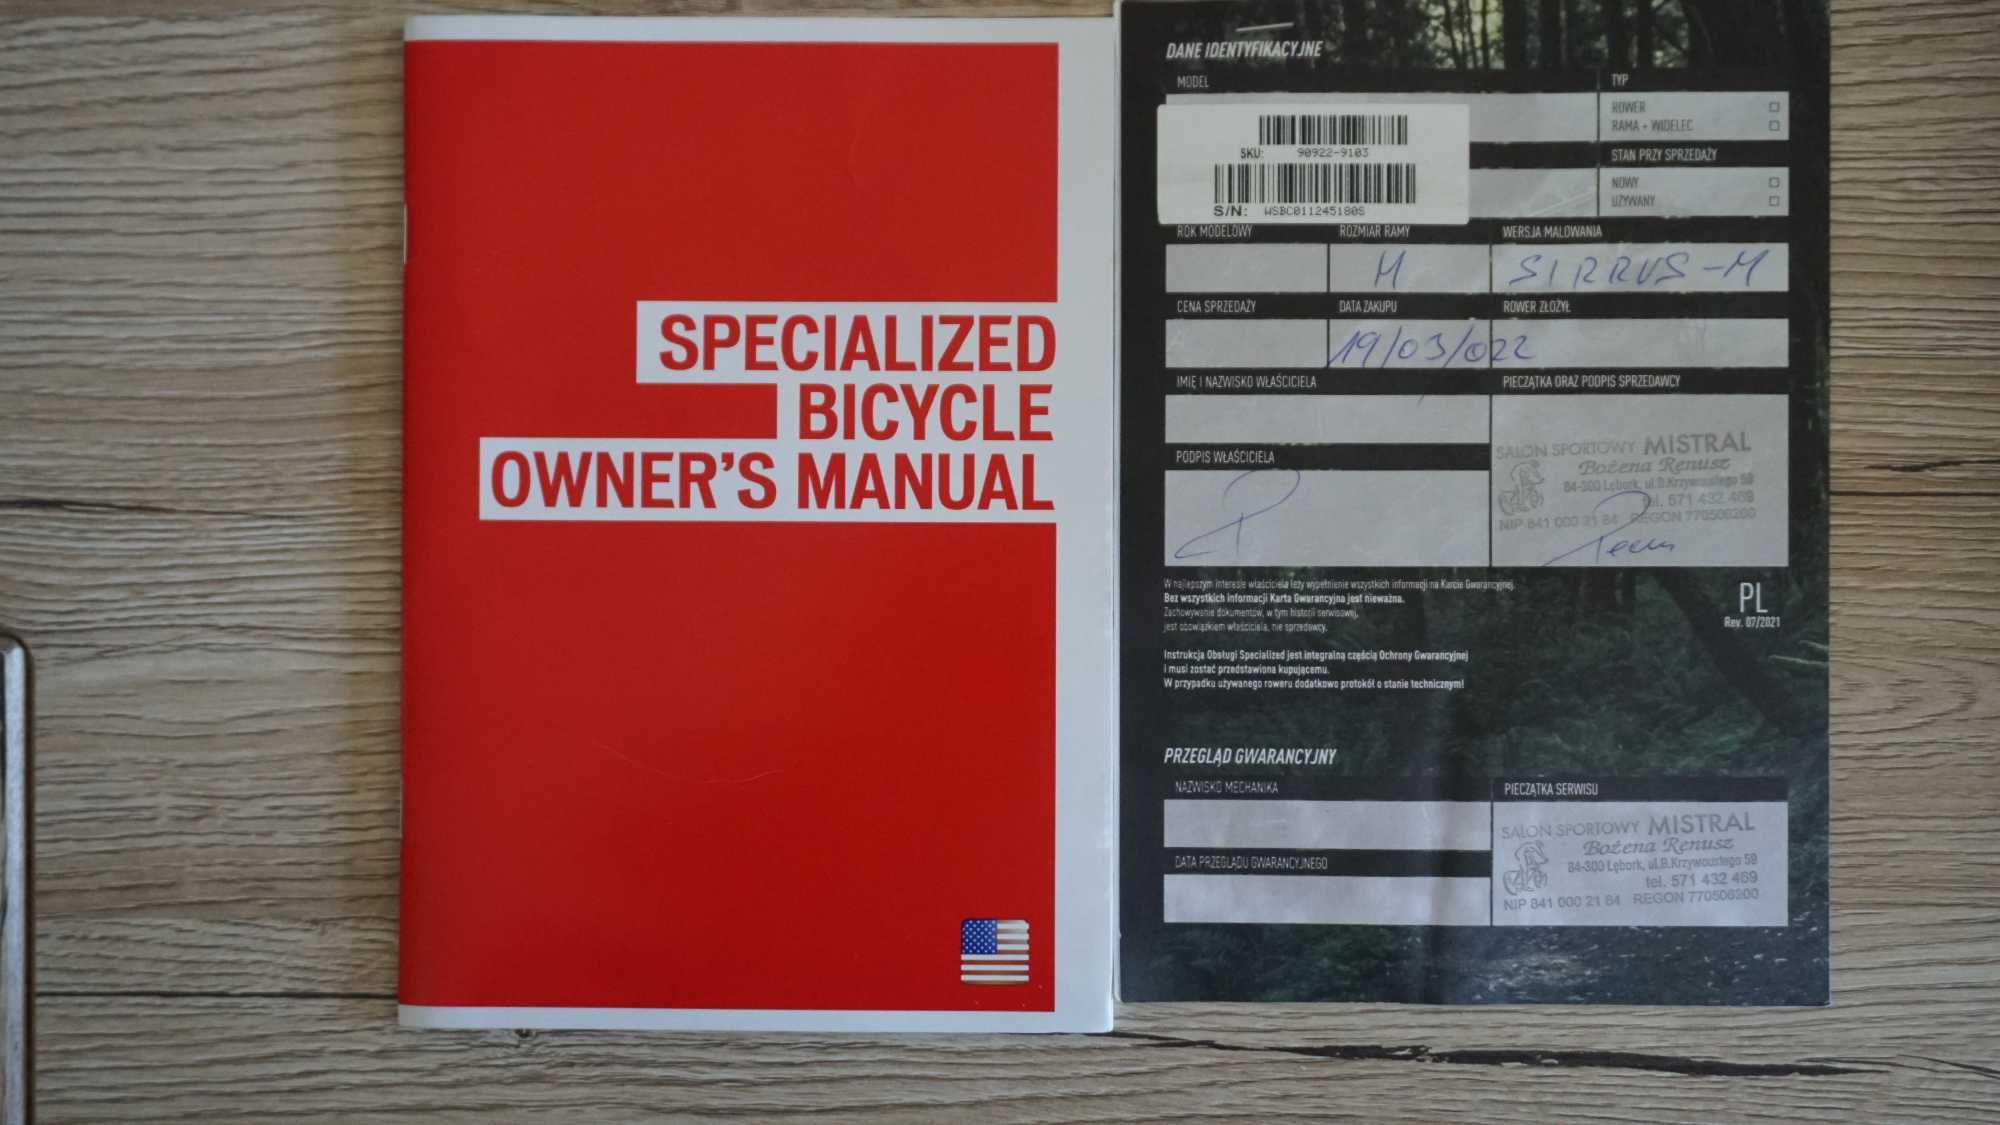 SPECIALIZED
BICYCLE
OWNER'S MANUAL
DANE IDENTYFIKACYJNE
MODEL
TYP
ROWER
RAMA + WIDELEC
SKU: 90922-9103
STAN PRZY SPRZEDAŻY
NOWY
UŻYWANY
S/N: WSBC011245180S
ROK MODELOWY ROZMIAR RAMY WERSJA MALOWANIA
M SIRRUS-M
CENA SPRZEDAŻY DATA ZAKUPU ROWER ZŁOŻYŁ
19/03/022
IMIĘ I NAZWISKO WŁAŚCICIELA PIECZĄTKA ORAZ PODPIS SPRZEDAWCY
PODPIS WŁAŚCICIELA
SALON SPORTOWY MISTRAL
Bożena Renusz
84-300 Lębork, ul.B.Krzywoustego 59
tel. 571 432 469
NIP 841 000 21 84 REGON 770506200
W najlepszym interesie właściciela leży wypełnienie wszystkich informacji na Karcie Gwarancyjnej.
Bez wszystkich informacji Karta Gwarancyjna jest nieważna.
Zachowywanie dokumentów, w tym historii serwisowej,
jest obowiązkiem właściciela, nie sprzedawcy.
PL
Rev. 07/2021
Instrukcja Obsługi Specialized jest integralną częścią Ochrony Gwarancyjnej
i musi zostać przedstawiona kupującemu.
W przypadku używanego roweru dodatkowo protokół o stanie technicznym!
PRZEGLĄD GWARANCYJNY
NAZWISKO MECHANIKA PIECZĄTKA SERWISU
SALON SPORTOWY MISTRAL
Bożena Renusz
84-300 Lębork, ul.B.Krzywoustego 59
DATA PRZEGLĄDU GWARANCYJNEGO
tel. 571 432 469
NIP 841 000 21 84 REGON 770506200